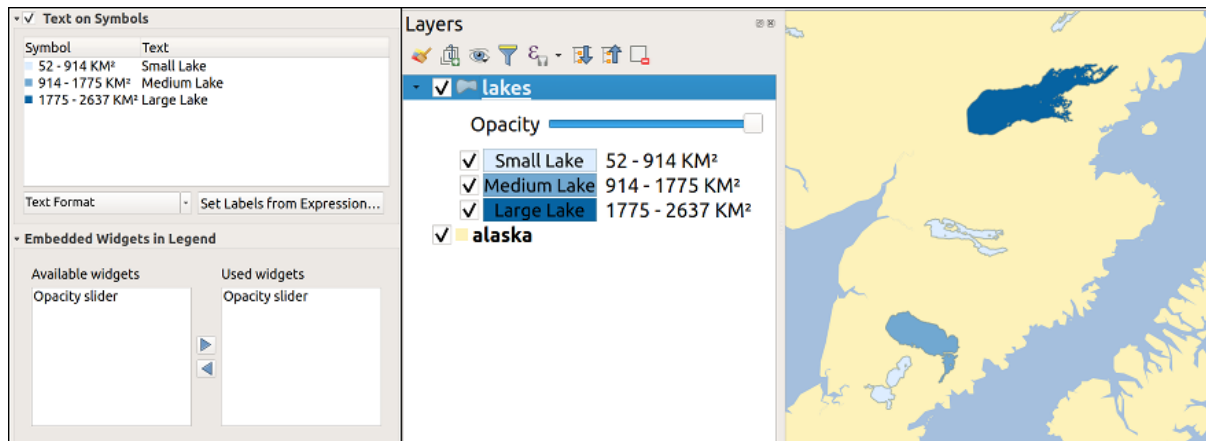 Text on Symbols
Symbol Text
52 - 914 KM² Small Lake
914 - 1775 KM² Medium Lake
1775 - 2637 KM² Large Lake
Text Format Set Labels from Expression...
Embedded Widgets in Legend
Available widgets Used widgets
Opacity slider Opacity slider
Layers
lakes
Opacity
Small Lake 52 - 914 KM²
Medium Lake 914 - 1775 KM²
Large Lake 1775 - 2637 KM²
alaska